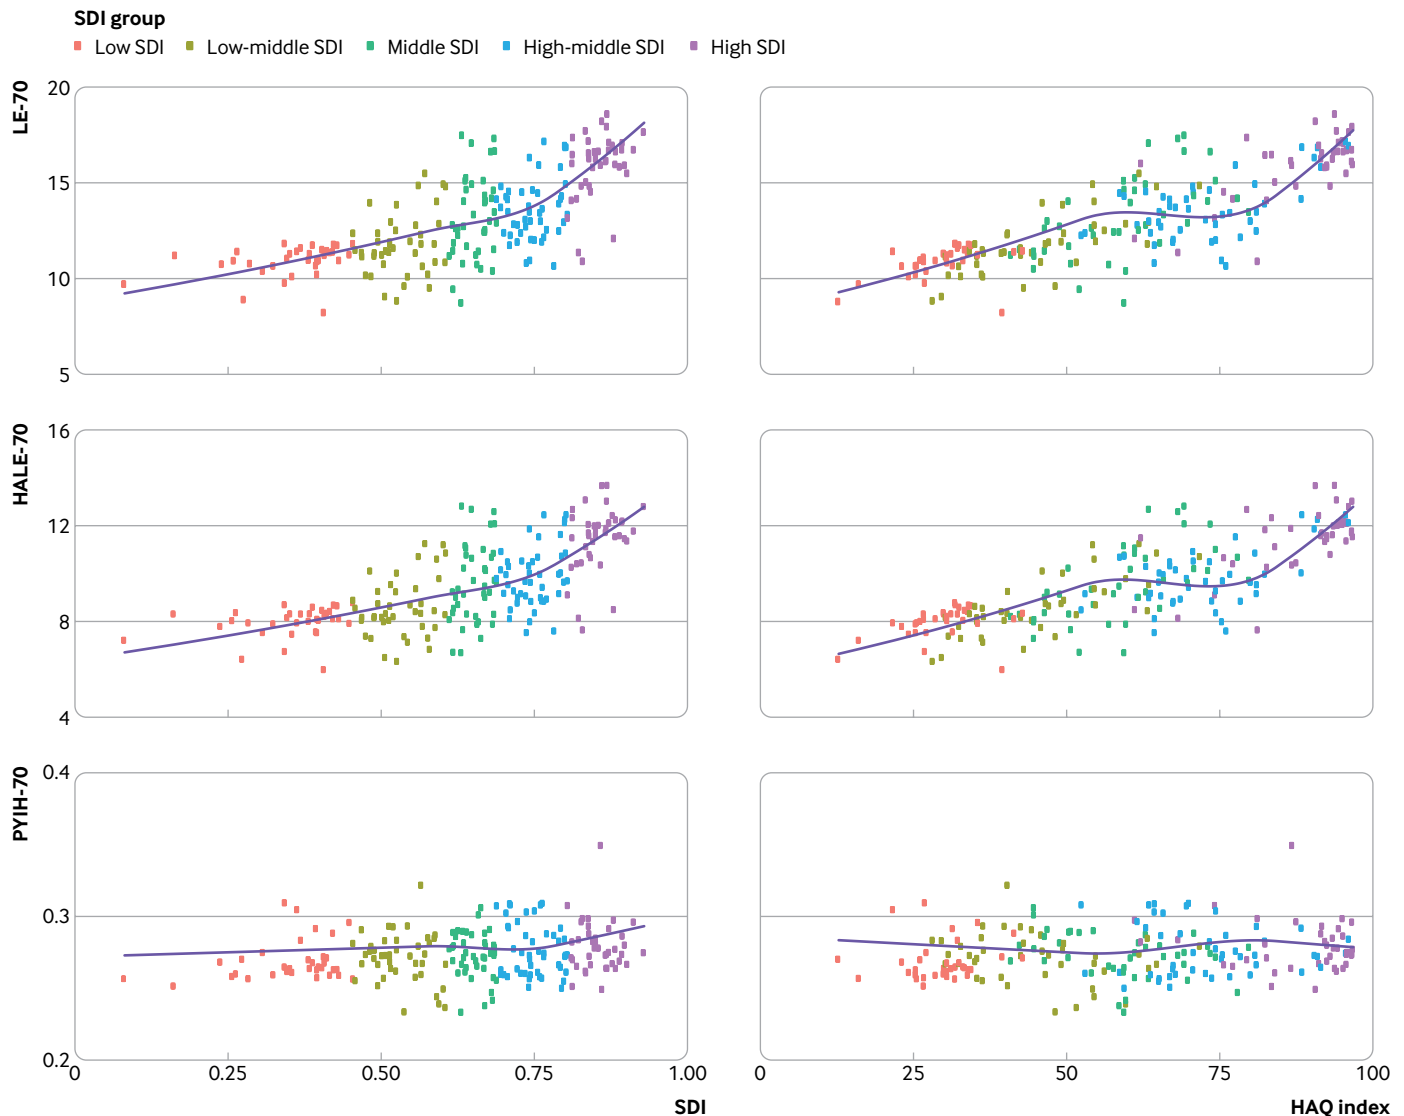 SDI group
Low SDI Low-middle SDI Middle SDI High-middle SDI High SDI
LE-70
20
15
10
5
HALE-70
16
12
8
4
PYIH-70
0.4
0.3
0.2
0 0.25 0.50 0.75 1.00
SDI
0 25 50 75 100
HAQ index